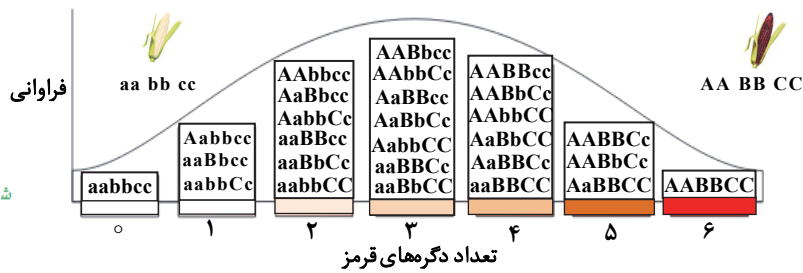 فراوانی
aa bb cc
AA BB CC
aabbcc
Aabbcc
aaBbcc
aabbCc
AAbbcc
AaBbcc
AabbCc
aaBBcc
aaBbCc
aabbCC
AABbcc
AAbbCc
AaBBcc
AaBbCc
AabbCC
aaBBCc
aaBbCC
AABBcc
AABbCc
AAbbCC
AaBbCC
AaBBCc
aaBBCC
AABBCc
AABbCc
AaBBCC
AABBCC
۰ ۱ ۲ ۳ ۴ ۵ ۶
تعداد دگره‌های قرمز